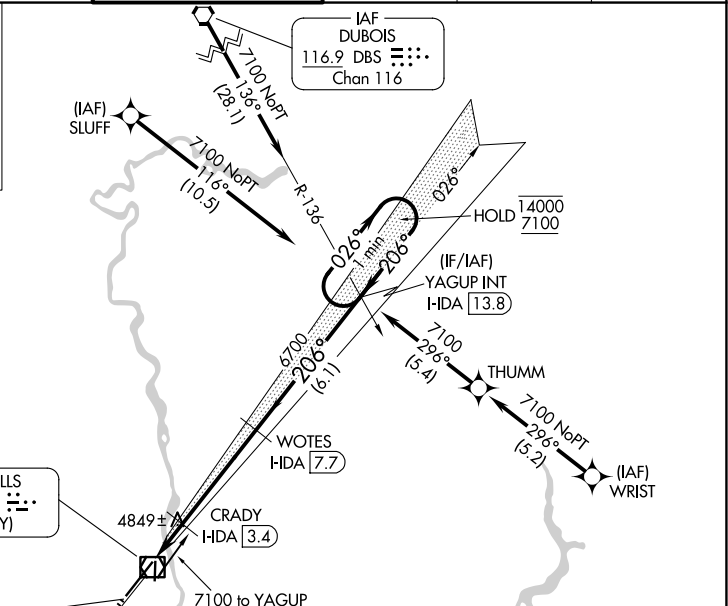 IAF
DUBOIS
116.9 DBS
Chan 116
7100 NoPT
136°
(28.1)
(IAF)
SLUFF
7100 NoPT
116°
(10.5)
R-136
026°
HOLD 14000
7100
026°
1 min
206°
(IF/IAF)
YAGUP INT
I-IDA 13.8
7100
296°
(5.4)
THUMM
6700
206°
(6.1)
7100 NoPT
296°
(5.2)
(IAF)
WRIST
WOTES
I-IDA 7.7
LLS
Y)
4849±
CRADY
I-IDA 3.4
7100 to YAGUP